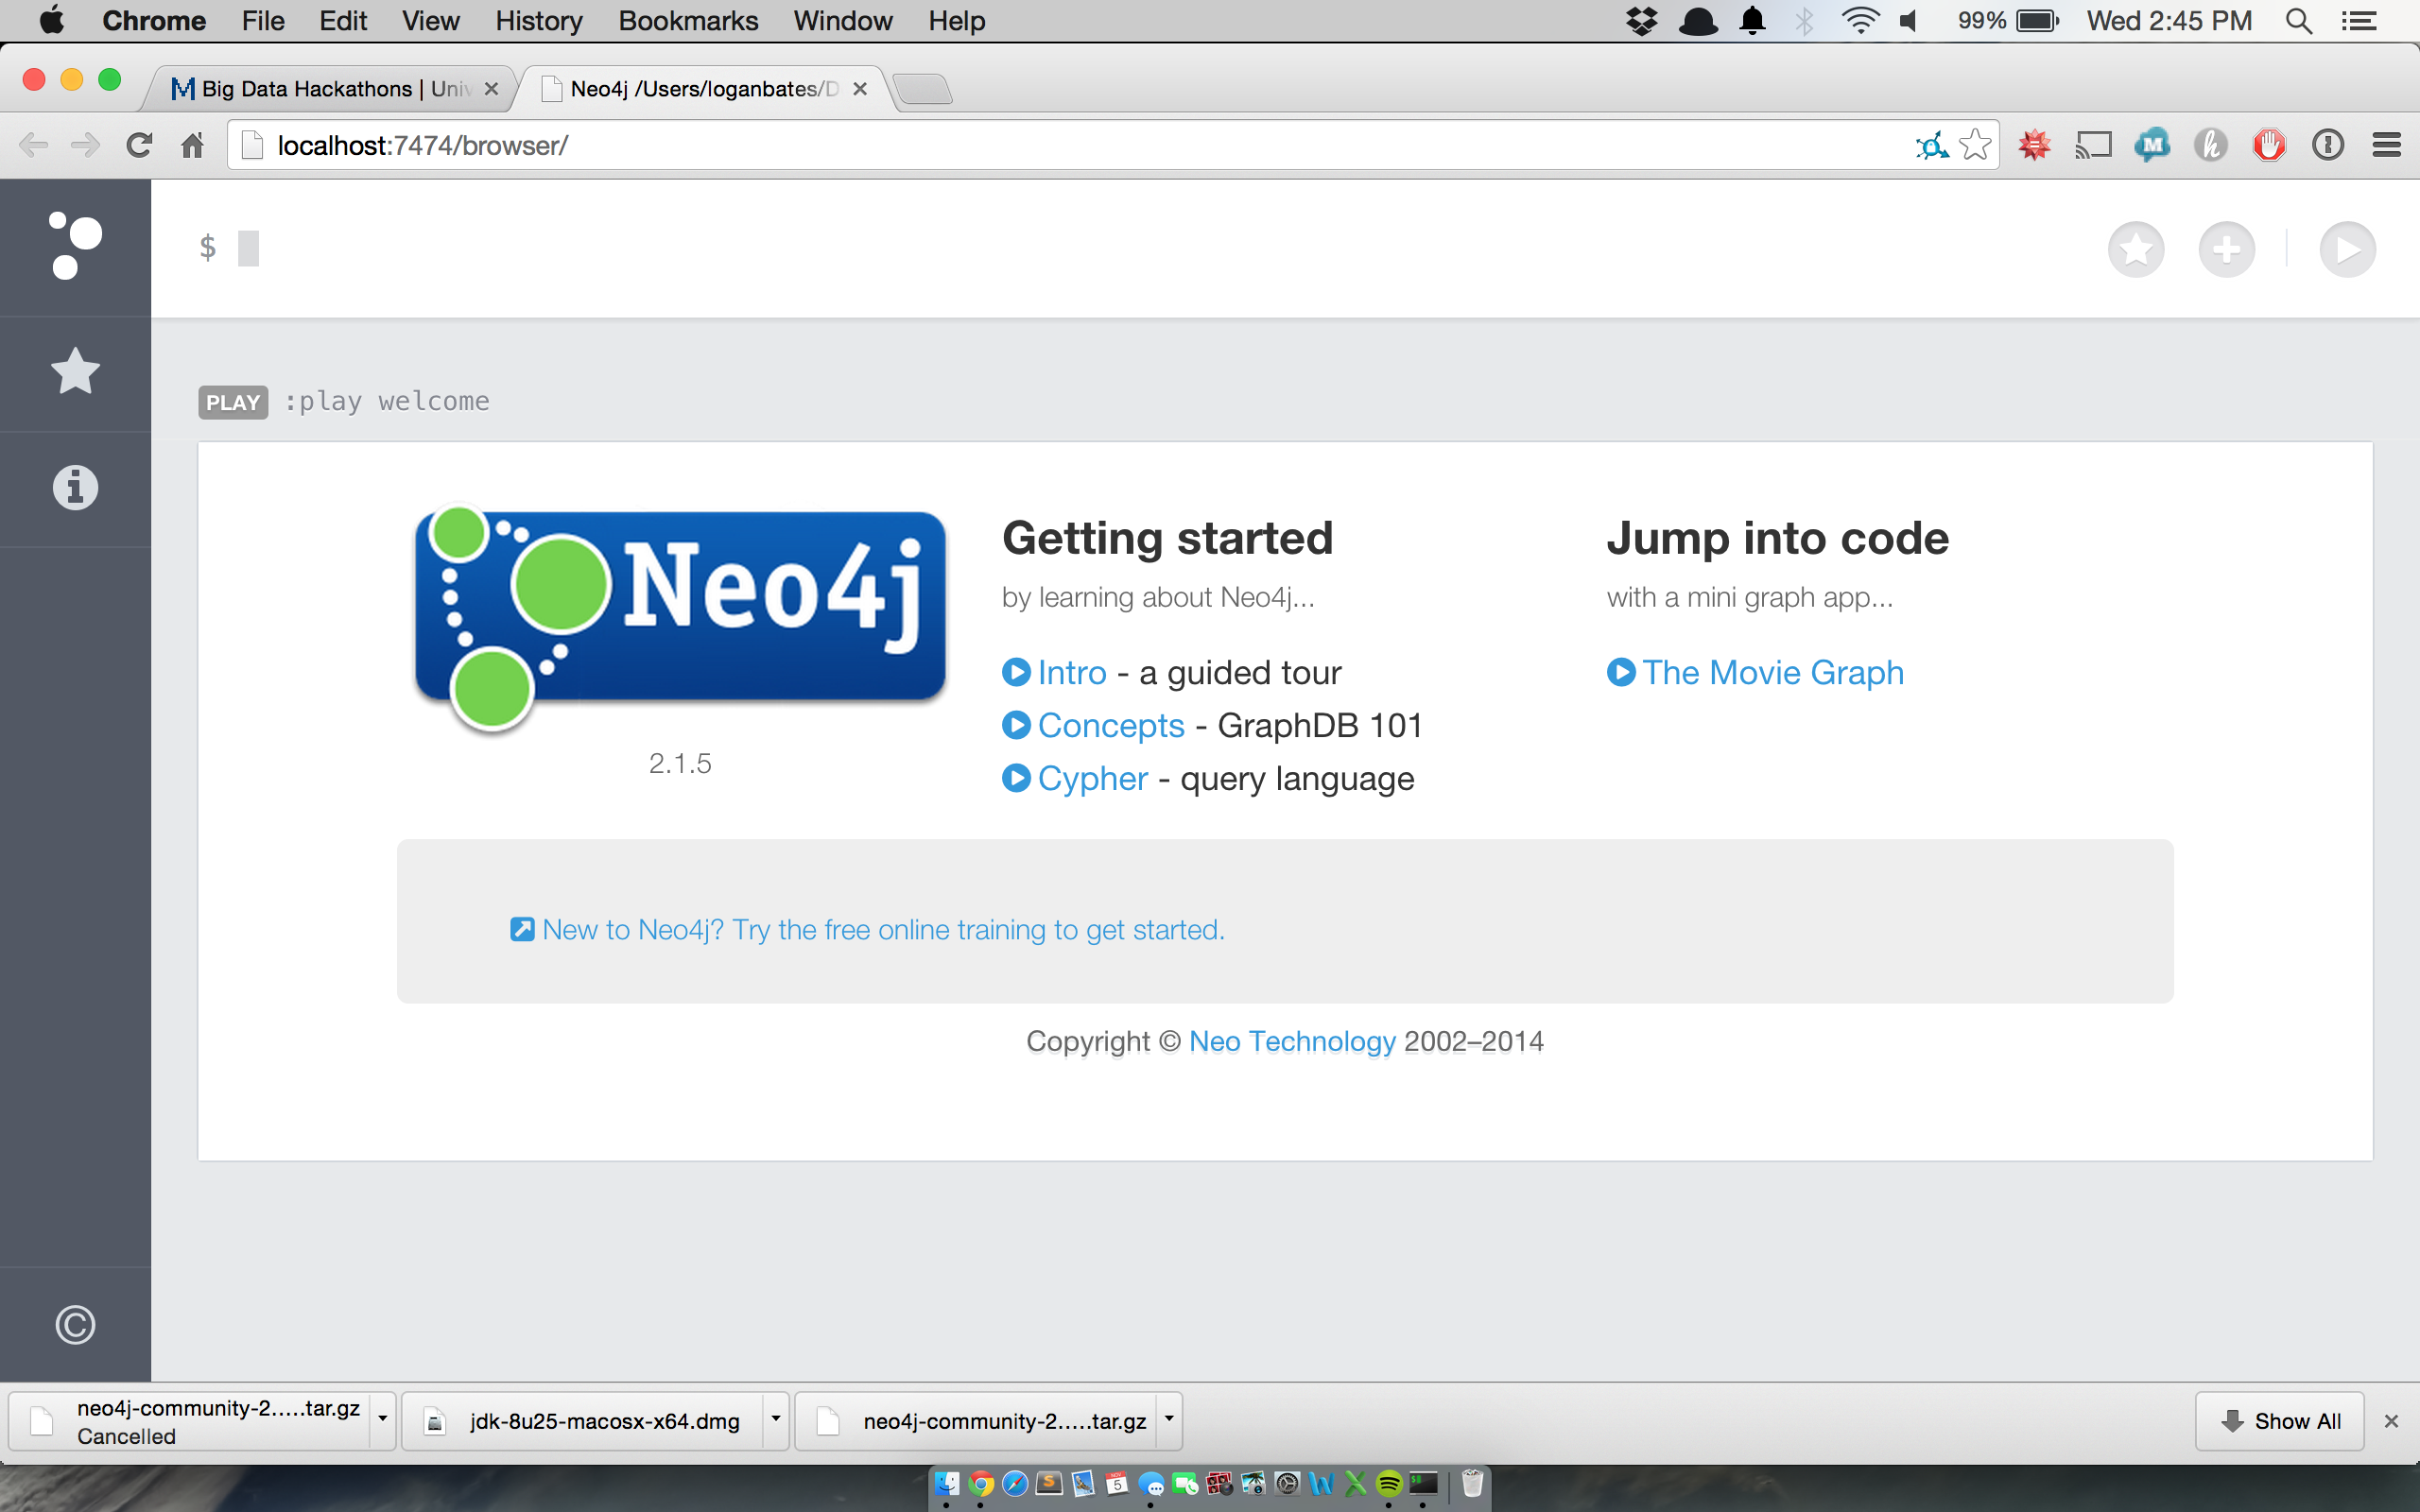 Chrome File Edit View History Bookmarks Window Help 99% Wed 2:45 PM
Big Data Hackathons | Univ
Neo4j /Users/loganbates/D
localhost:7474/browser/
$
PLAY :play welcome
Neo4j
2.1.5
Getting started
by learning about Neo4j...
Intro - a guided tour
Concepts - GraphDB 101
Cypher - query language
Jump into code
with a mini graph app...
The Movie Graph
New to Neo4j? Try the free online training to get started.
Copyright © Neo Technology 2002–2014
©
neo4j-community-2.....tar.gz
Cancelled
jdk-8u25-macosx-x64.dmg
neo4j-community-2.....tar.gz
Show All
NOV
5